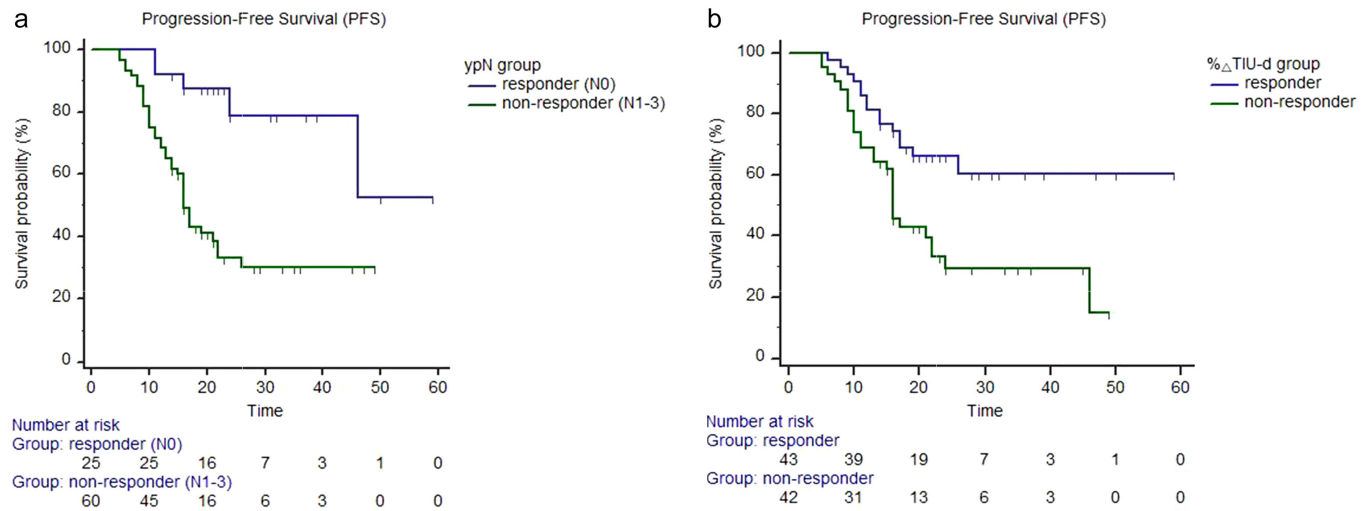 a
Progression-Free Survival (PFS)
Survival probability (%)
100
80
60
40
20
0
0 10 20 30 40 50 60
Time
ypN group
responder (N0)
non-responder (N1-3)
Number at risk
Group: responder (N0)
25 25 16 7 3 1 0
Group: non-responder (N1-3)
60 45 16 6 3 0 0
b
Progression-Free Survival (PFS)
Survival probability (%)
100
80
60
40
20
0
0 10 20 30 40 50 60
Time
%△TIU-d group
responder
non-responder
Number at risk
Group: responder
43 39 19 7 3 1 0
Group: non-responder
42 31 13 6 3 0 0